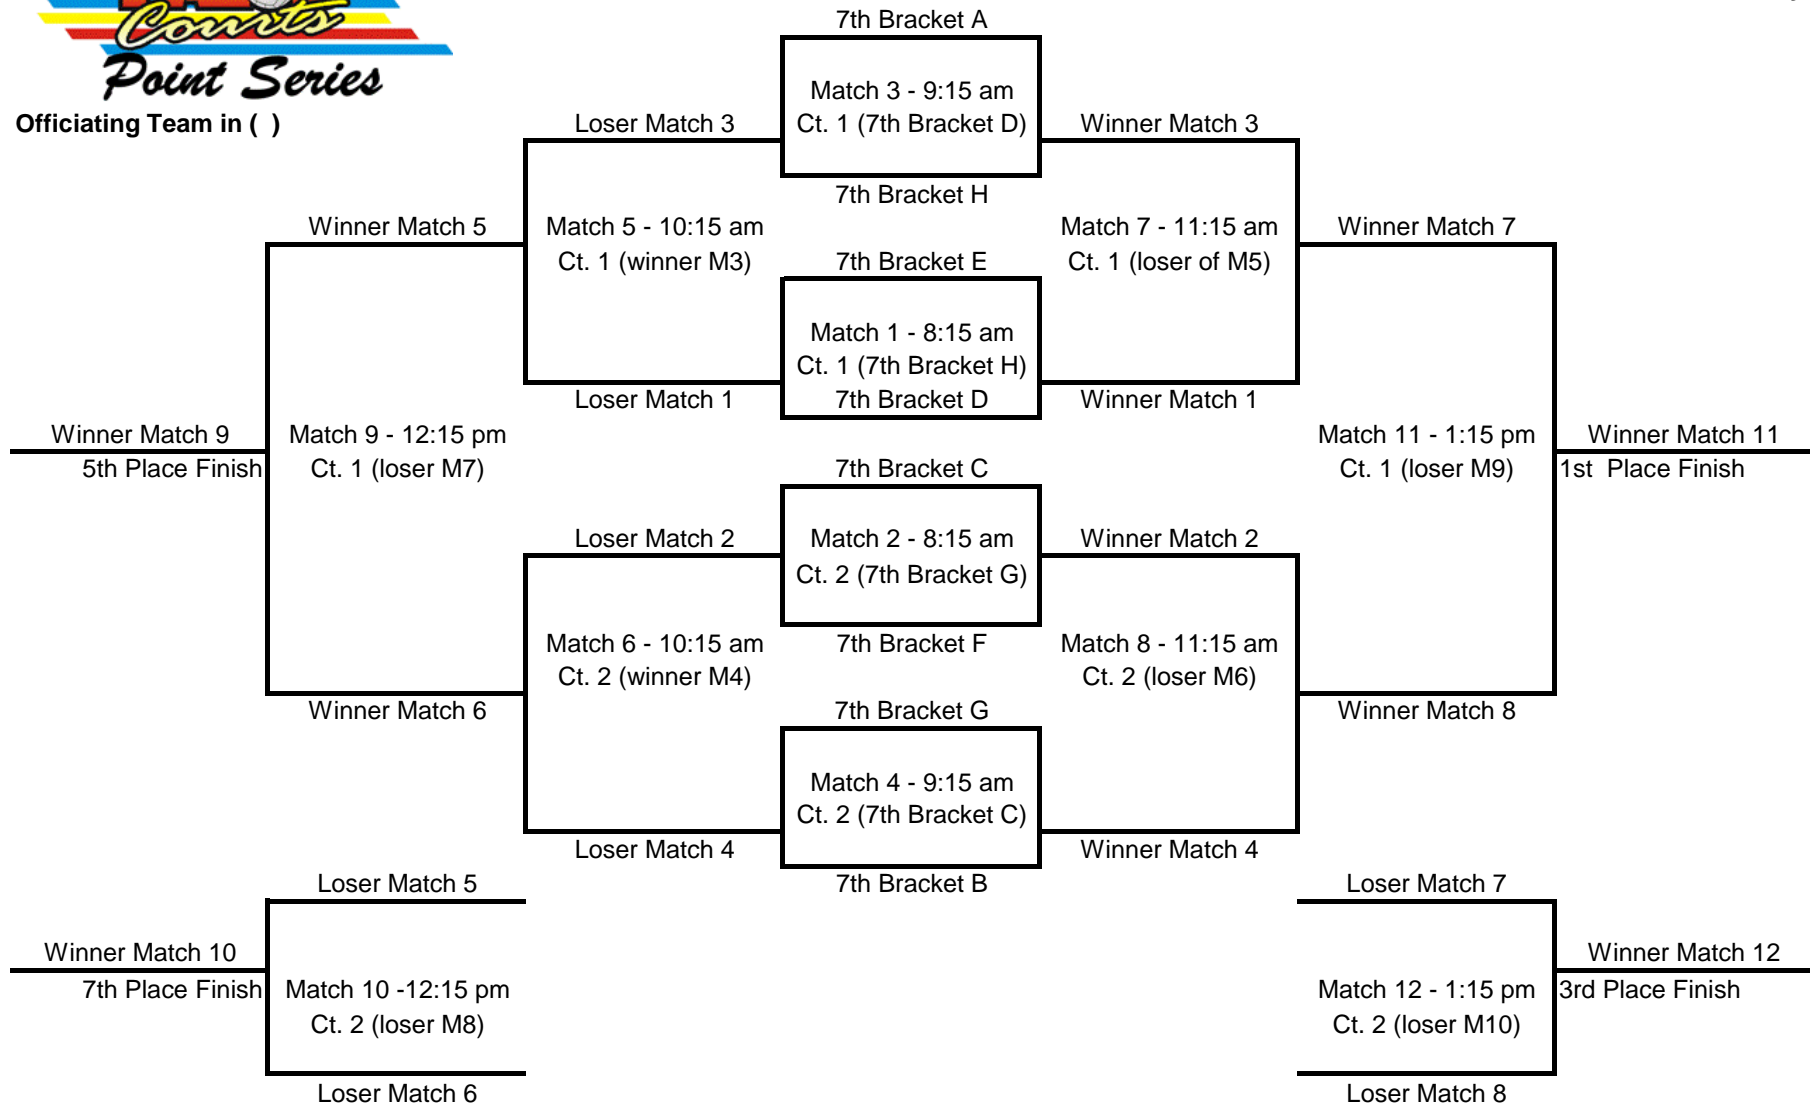 Courts
Point Series
Officiating Team in ( )
7th Bracket A
Match 3 - 9:15 am
Ct. 1 (7th Bracket D)
7th Bracket H
Loser Match 3
Winner Match 3
Winner Match 5
Match 5 - 10:15 am
Ct. 1 (winner M3)
Match 7 - 11:15 am
Ct. 1 (loser of M5)
Winner Match 7
7th Bracket E
Match 1 - 8:15 am
Ct. 1 (7th Bracket H)
7th Bracket D
Loser Match 1
Winner Match 1
Winner Match 9
5th Place Finish
Match 9 - 12:15 pm
Ct. 1 (loser M7)
Match 11 - 1:15 pm
Ct. 1 (loser M9)
Winner Match 11
1st  Place Finish
7th Bracket C
Loser Match 2
Match 2 - 8:15 am
Ct. 2 (7th Bracket G)
Winner Match 2
7th Bracket F
Match 6 - 10:15 am
Ct. 2 (winner M4)
Match 8 - 11:15 am
Ct. 2 (loser M6)
Winner Match 6
Winner Match 8
7th Bracket G
Match 4 - 9:15 am
Ct. 2 (7th Bracket C)
7th Bracket B
Loser Match 4
Winner Match 4
Loser Match 5
Winner Match 10
7th Place Finish
Match 10 -12:15 pm
Ct. 2 (loser M8)
Loser Match 6
Loser Match 7
Match 12 - 1:15 pm
Ct. 2 (loser M10)
Winner Match 12
3rd Place Finish
Loser Match 8